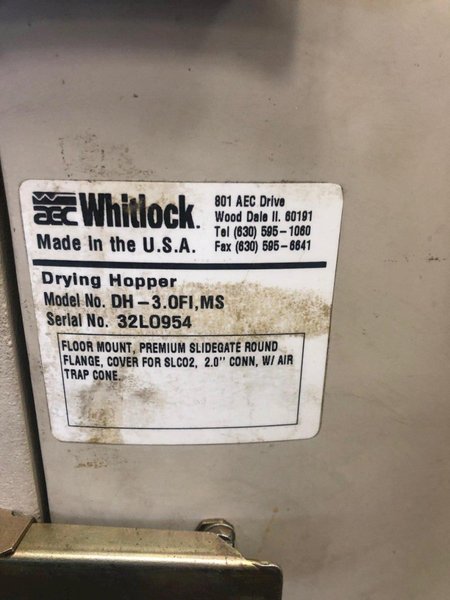 AEC Whitlock.
801 AEC Drive
Wood Dale Il. 60191
Tel (630) 595-1060
Fax (630) 595-6641
Made In the U.S.A.
Drying Hopper
Model No. DH-3.0FI,MS
Serial No. 32L0954
FLOOR MOUNT, PREMIUM SLIDEGATE ROUND
FLANGE, COVER FOR SLC02, 2.0" CONN, W/ AIR
TRAP CONE.